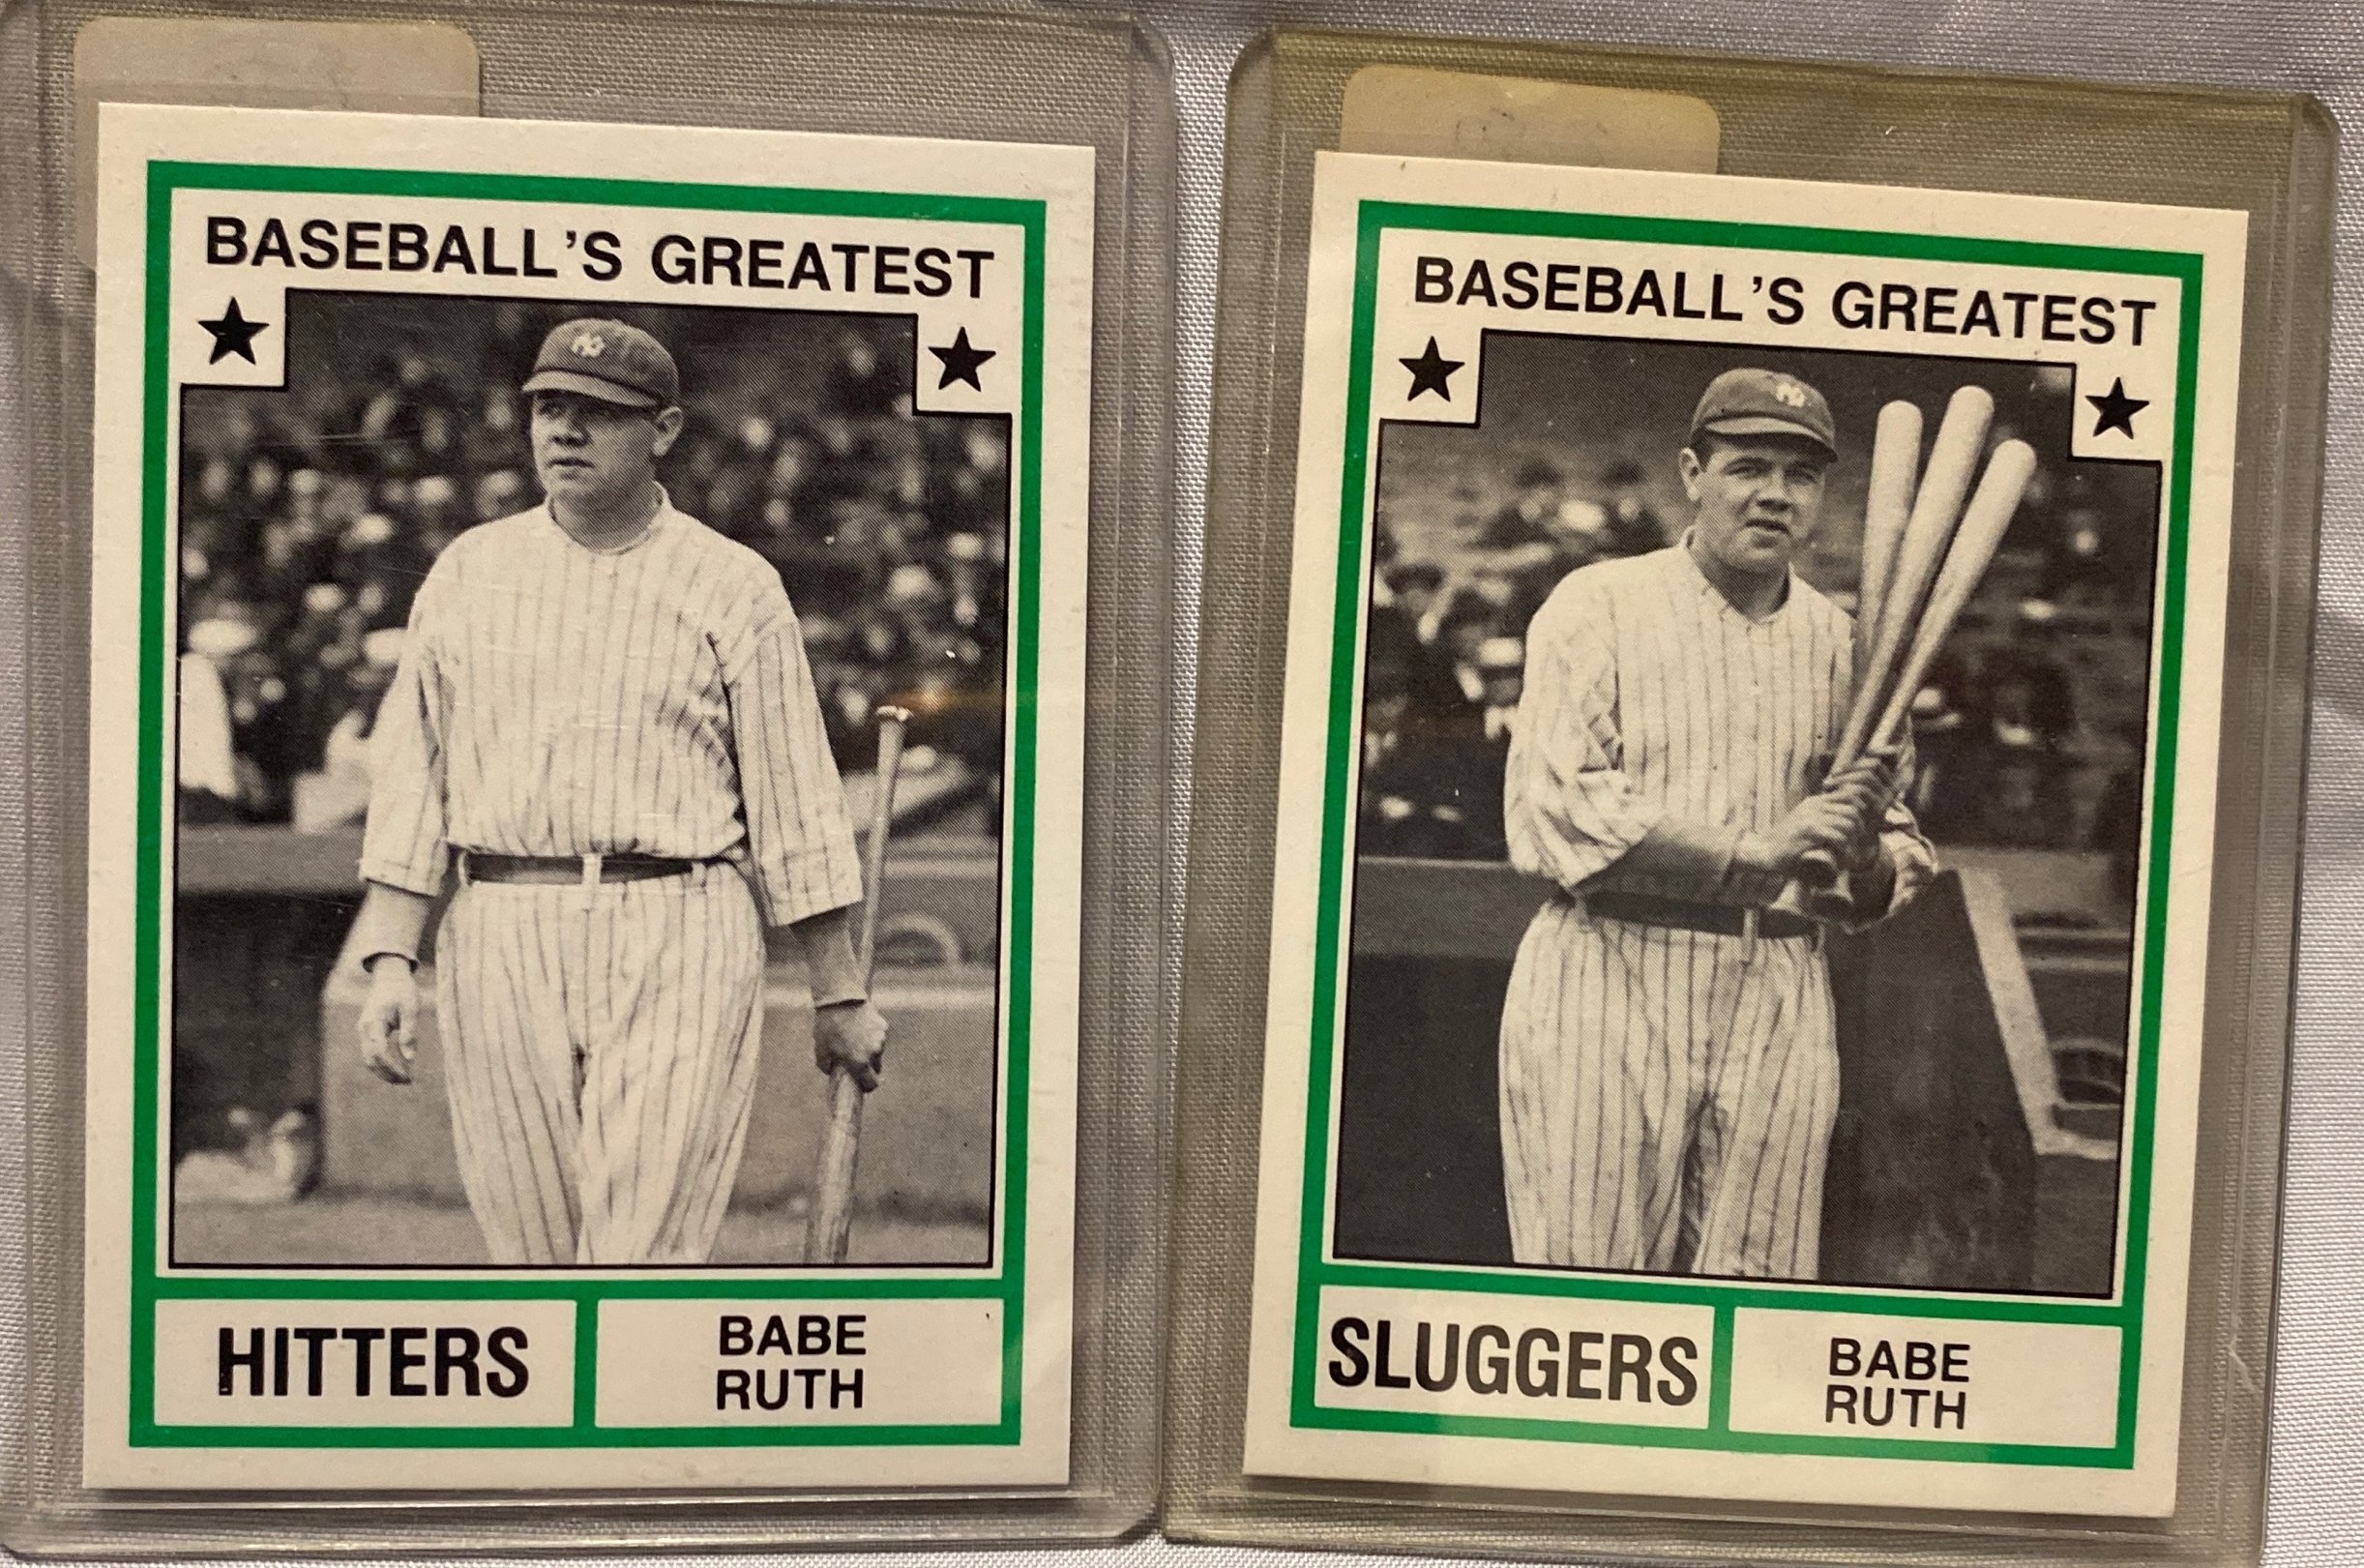 BASEBALL'S GREATEST
HITTERS
BABE
RUTH
BASEBALL'S GREATEST
SLUGGERS
BABE
RUTH